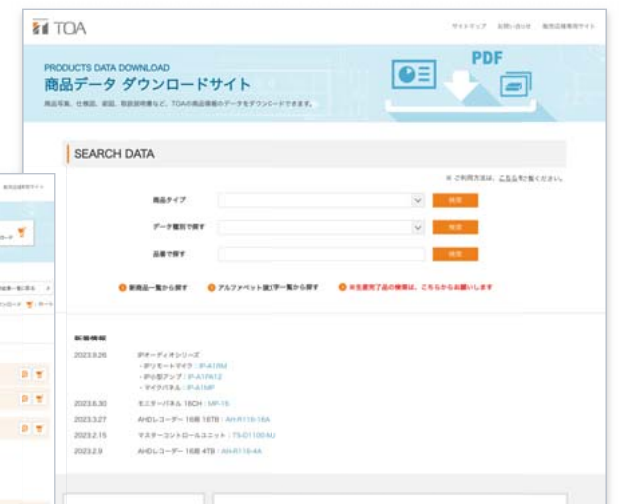 TOA
サイトマップ お問い合わせ 販売店様専用サイト
PRODUCTS DATA DOWNLOAD
商品データ ダウンロードサイト
商品写真、仕様図、姿図、取扱説明書など、TOAの商品情報のデータをダウンロードできます。
PDF
SEARCH DATA
※ ご利用方法は、こちらをご覧ください。
商品タイプ
検索
データ種別で探す
検索
品番で探す
検索
新商品一覧から探す
アルファベット頭文字一覧から探す
※生産完了品の検索は、こちらからお願いします
新着情報
2023.9.26 IPオーディオシリーズ
・IPリモートマイク：IP-A1RM
・IP小型アンプ：IP-A1PA12
・マイクパネル：IP-A1MP
2023.6.30 モニターパネル 16CH：MP-16
2023.3.27 AHDレコーダー 16局 16TB：AH-R116-16A
2023.2.15 マスターコントロールユニット：TS-D1100-MU
2023.2.9 AHDレコーダー 16局 4TB：AH-R116-4A